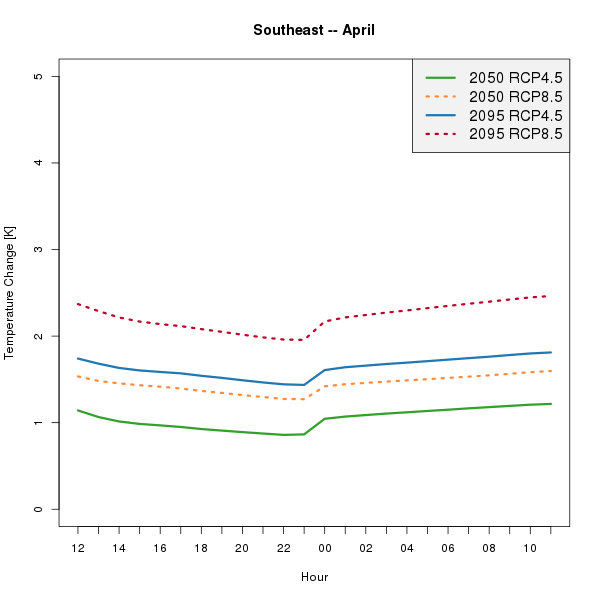 Southeast -- April
2050 RCP4.5
2050 RCP8.5
2095 RCP4.5
2095 RCP8.5
Temperature Change [K]
5
4
3
2
1
0
12 14 16 18 20 22 00 02 04 06 08 10
Hour